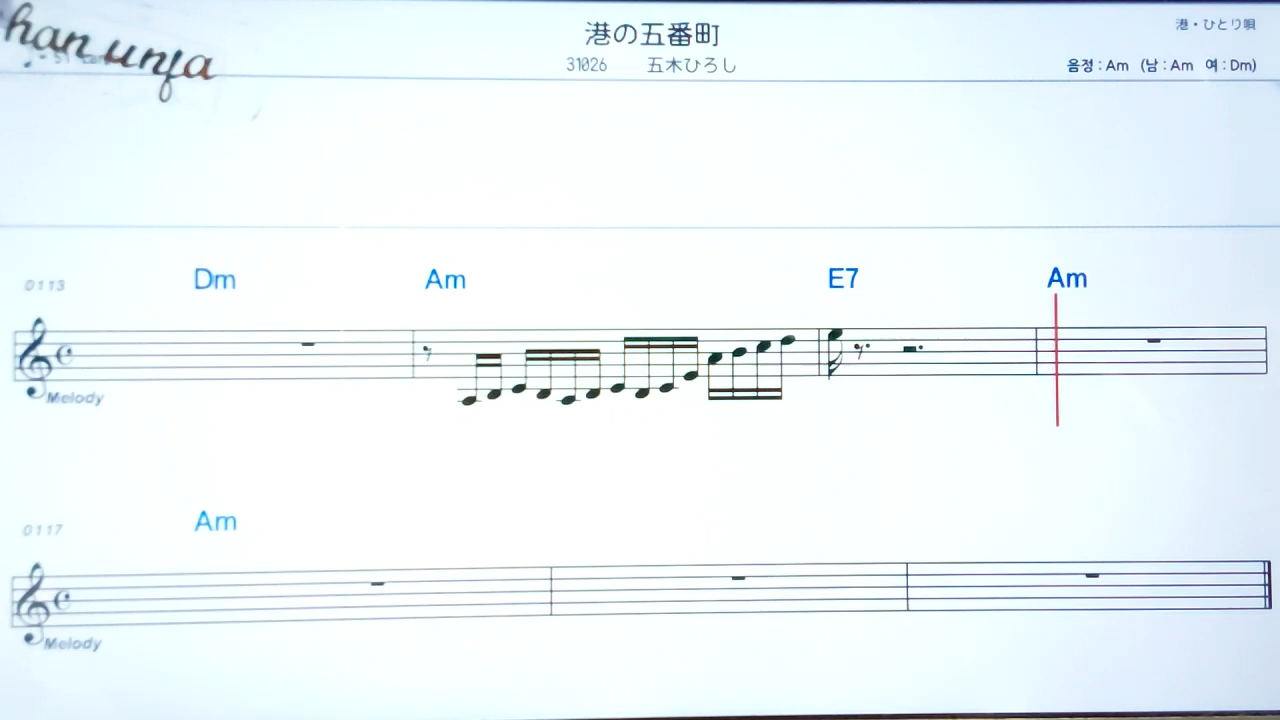 han unfa
港の五番町
港・ひとり唄
31026 五木ひろし
음정 : Am (남 : Am 여 : Dm)
0113 Dm Am E7 Am
Melody
0117 Am
Melody